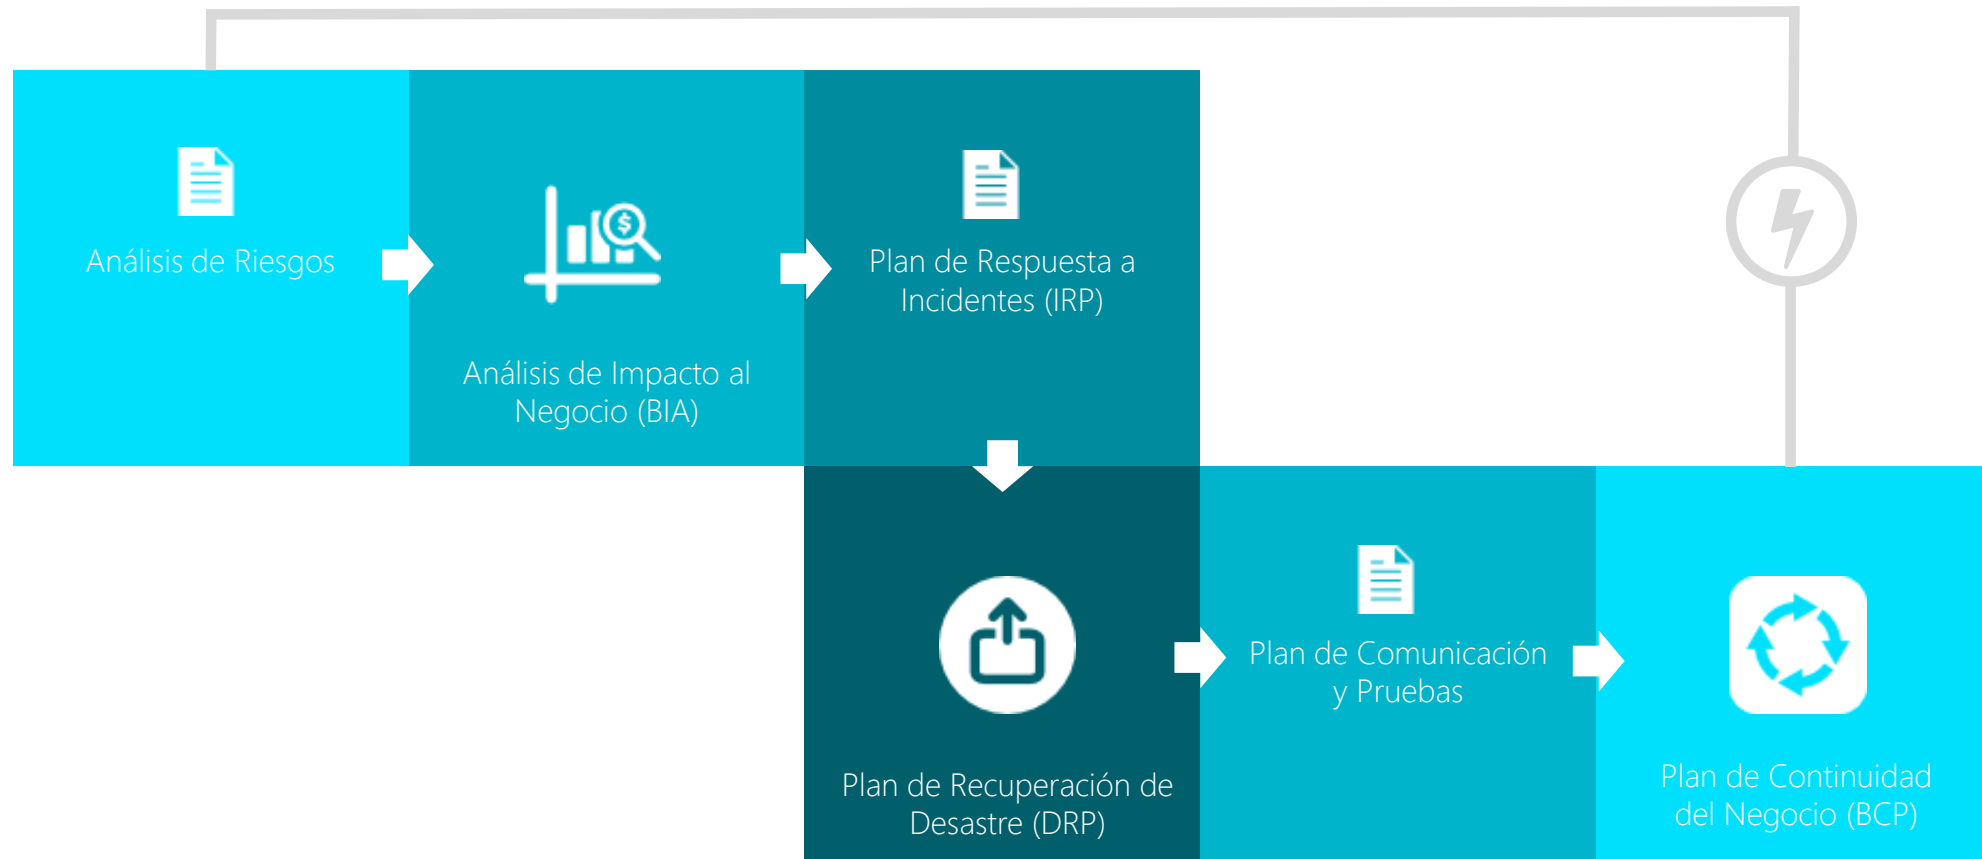 Análisis de Riesgos
Análisis de Impacto al
Negocio (BIA)
Plan de Respuesta a
Incidentes (IRP)
Plan de Recuperación de
Desastre (DRP)
Plan de Comunicación
y Pruebas
Plan de Continuidad
del Negocio (BCP)